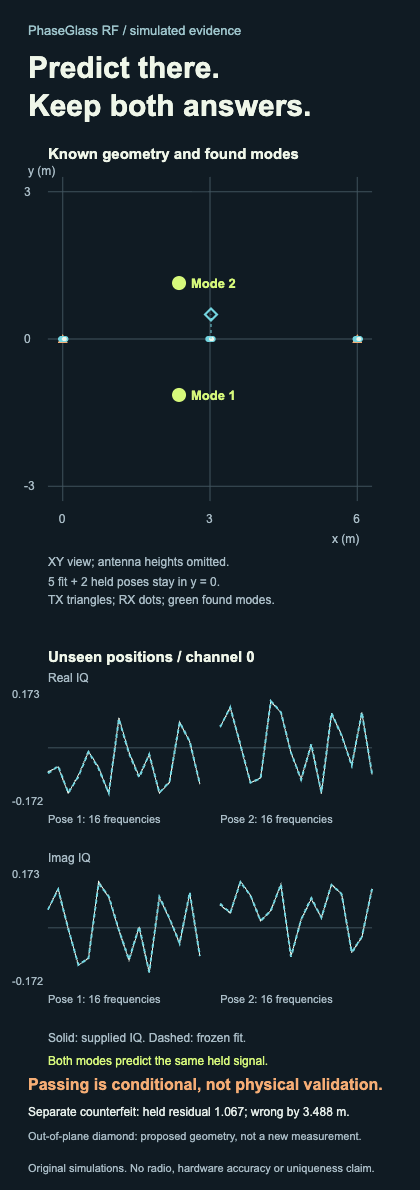 PhaseGlass RF / simulated evidence
Predict there.
Keep both answers.
Known geometry and found modes
y (m)
3
Mode 2
0
Mode 1
-3
0 3 6
x (m)
XY view; antenna heights omitted.
5 fit + 2 held poses stay in y = 0.
TX triangles; RX dots; green found modes.
Unseen positions / channel 0
Real IQ
0.173
-0.172
Pose 1: 16 frequencies Pose 2: 16 frequencies
Imag IQ
0.173
-0.172
Pose 1: 16 frequencies Pose 2: 16 frequencies
Solid: supplied IQ. Dashed: frozen fit.
Both modes predict the same held signal.
Passing is conditional, not physical validation.
Separate counterfeit: held residual 1.067; wrong by 3.488 m.
Out-of-plane diamond: proposed geometry, not a new measurement.
Original simulations. No radio, hardware accuracy or uniqueness claim.